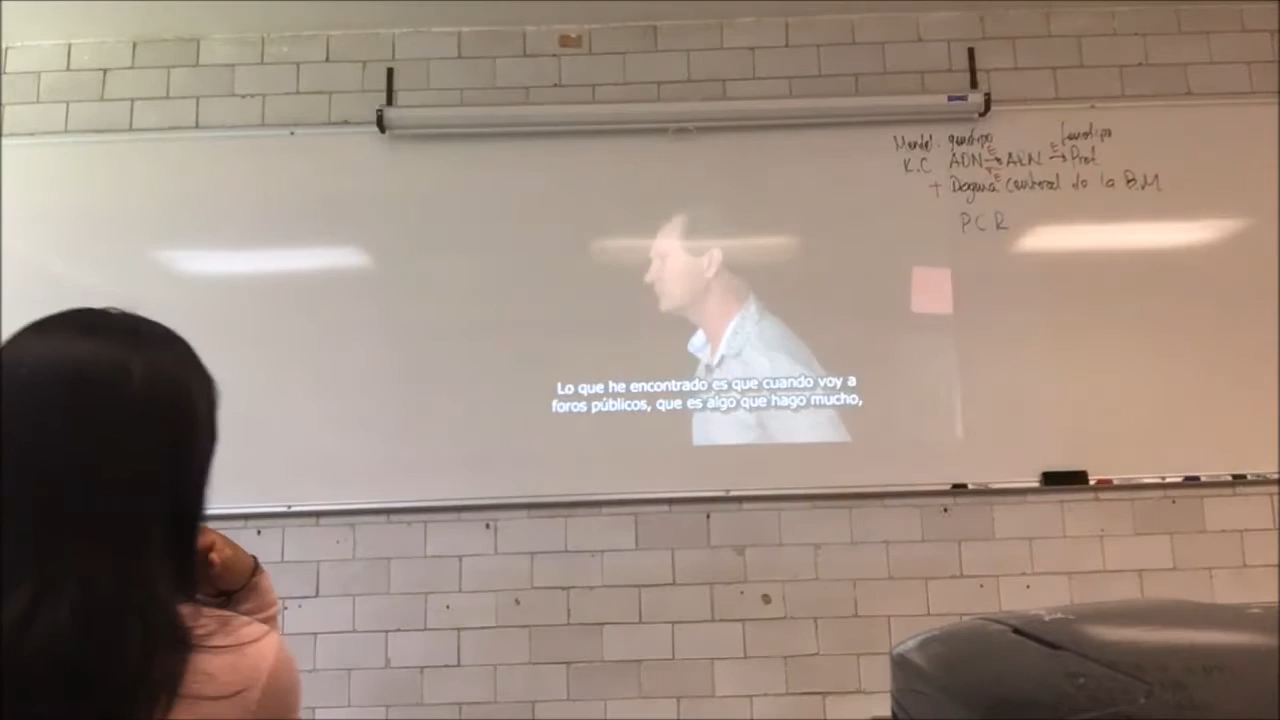 Mendel. genotipo fenotipo
K.C ADN E→ ARN E→ Prot
+ Dogma central de la B.M
PCR
Lo que he encontrado es que cuando voy a
foros públicos, que es algo que hago mucho,